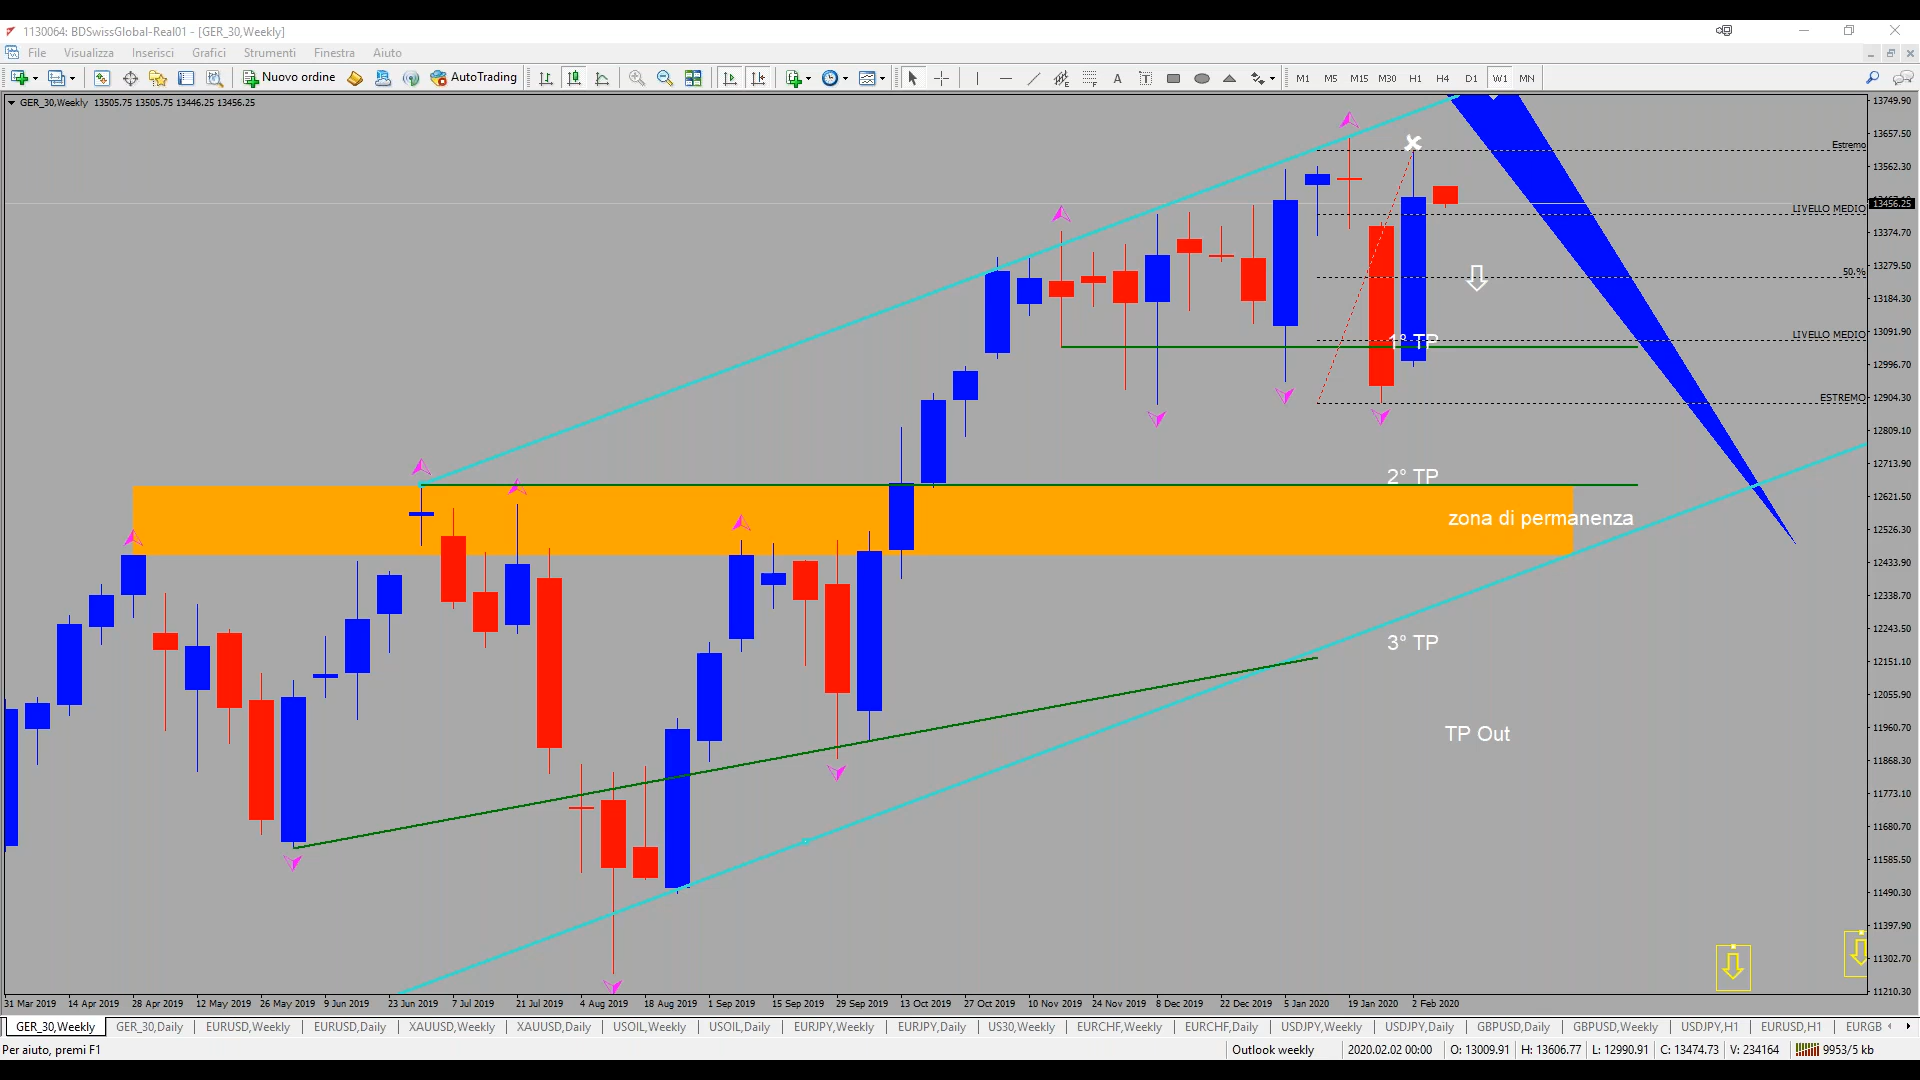 1130064: BDSwissGlobal-Real01 - [GER_30,Weekly]
File Visualizza Inserisci Grafici Strumenti Finestra Aiuto
Nuovo ordine AutoTrading A T M1 M5 M15 M30 H1 H4 D1 W1 MN
GER_30,Weekly 13505.75 13505.75 13446.25 13456.25
13749.90
13657.50
Estremo
13562.30
13456.25
LIVELLO MEDIO
13374.70
50.%
13279.50
13184.30
LIVELLO MEDIO
13091.90
1° TP
12996.70
ESTREMO
12904.30
12809.10
12713.90
2° TP
12621.50
zona di permanenza
12526.30
12433.90
12338.70
12243.50
3° TP
12151.10
12055.90
11960.70
TP Out
11868.30
11773.10
11680.70
11585.50
11490.30
11397.90
11302.70
11210.30
31 Mar 2019 14 Apr 2019 28 Apr 2019 12 May 2019 26 May 2019 9 Jun 2019 23 Jun 2019 7 Jul 2019 21 Jul 2019 4 Aug 2019 18 Aug 2019 1 Sep 2019 15 Sep 2019 29 Sep 2019 13 Oct 2019 27 Oct 2019 10 Nov 2019 24 Nov 2019 8 Dec 2019 22 Dec 2019 5 Jan 2020 19 Jan 2020 2 Feb 2020
GER_30,Weekly GER_30,Daily EURUSD,Weekly EURUSD,Daily XAUUSD,Weekly XAUUSD,Daily USOIL,Weekly USOIL,Daily EURJPY,Weekly EURJPY,Daily US30,Weekly EURCHF,Weekly EURCHF,Daily USDJPY,Weekly USDJPY,Daily GBPUSD,Daily GBPUSD,Weekly USDJPY,H1 EURUSD,H1 EURGB
Per aiuto, premi F1 Outlook weekly 2020.02.02 00:00 O: 13009.91 H: 13606.77 L: 12990.91 C: 13474.73 V: 234164 9953/5 kb